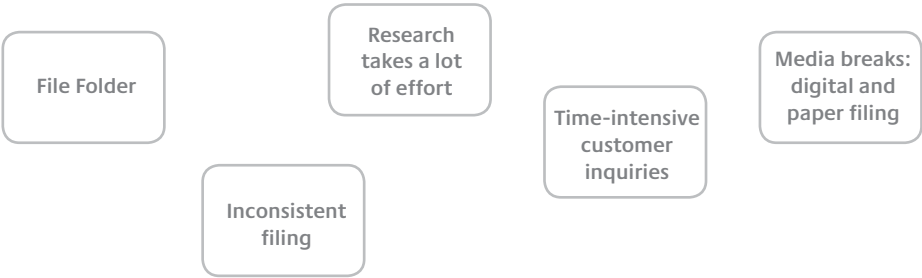 File Folder
Research
takes a lot
of effort
Media breaks:
digital and
paper filing
Time-intensive
customer
inquiries
Inconsistent
filing